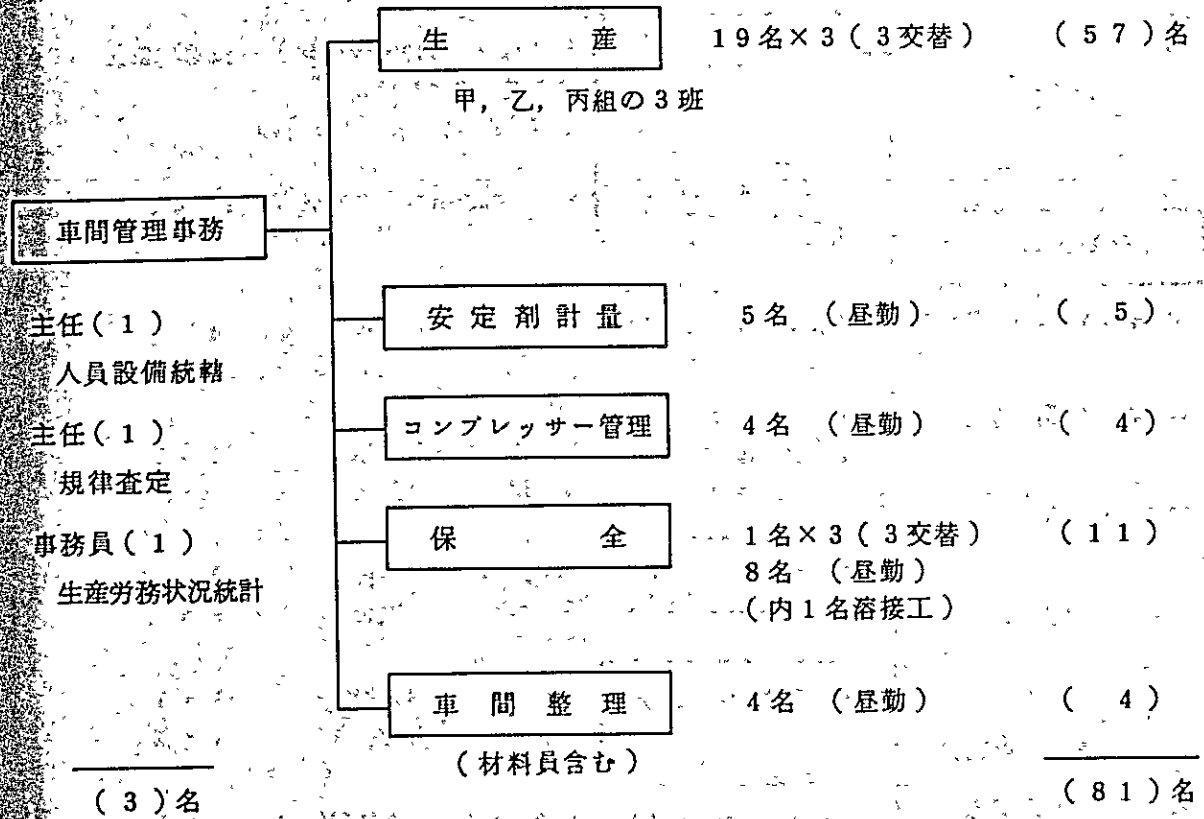 生産 19名×3（3交替） （57）名
甲，乙，丙組の3班
車間管理事務
安定剤計量 5名 （昼勤） （ 5）
主任（1）
人員設備統轄
コンプレッサー管理 4名 （昼勤） （ 4）
主任（1）
規律査定
保全 1名×3（3交替） （11）
事務員（1）
8名 （昼勤）
生産労務状況統計
（内1名溶接工）
車間整理 4名 （昼勤） （ 4）
（材料員含む）
（3）名 （81）名